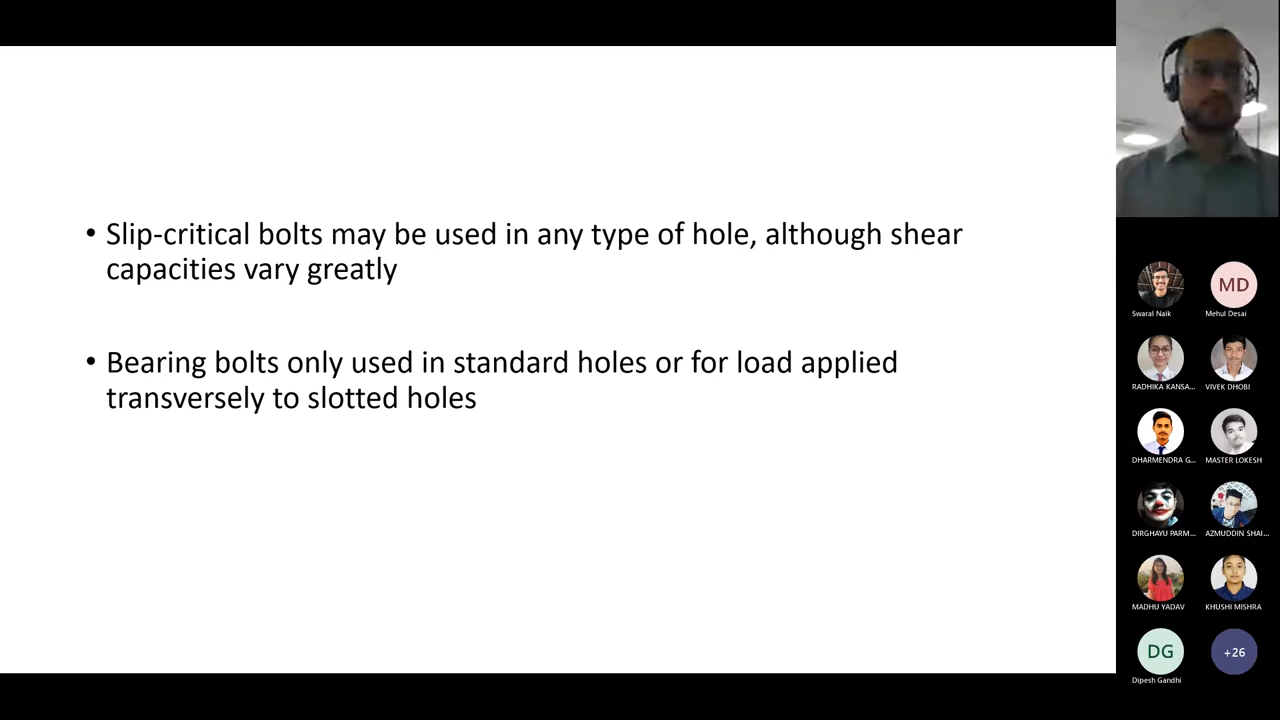 • Slip-critical bolts may be used in any type of hole, although shear
capacities vary greatly
• Bearing bolts only used in standard holes or for load applied
transversely to slotted holes
Swaral Naik
MD
Mehul Desai
RADHIKA KANSA...
VIVEK DHOBI
DHARMENDRA G...
MASTER LOKESH
DIRGHAYU PARM...
AZMUDDIN SHAI...
MADHU YADAV
KHUSHI MISHRA
DG
Dipesh Gandhi
+26